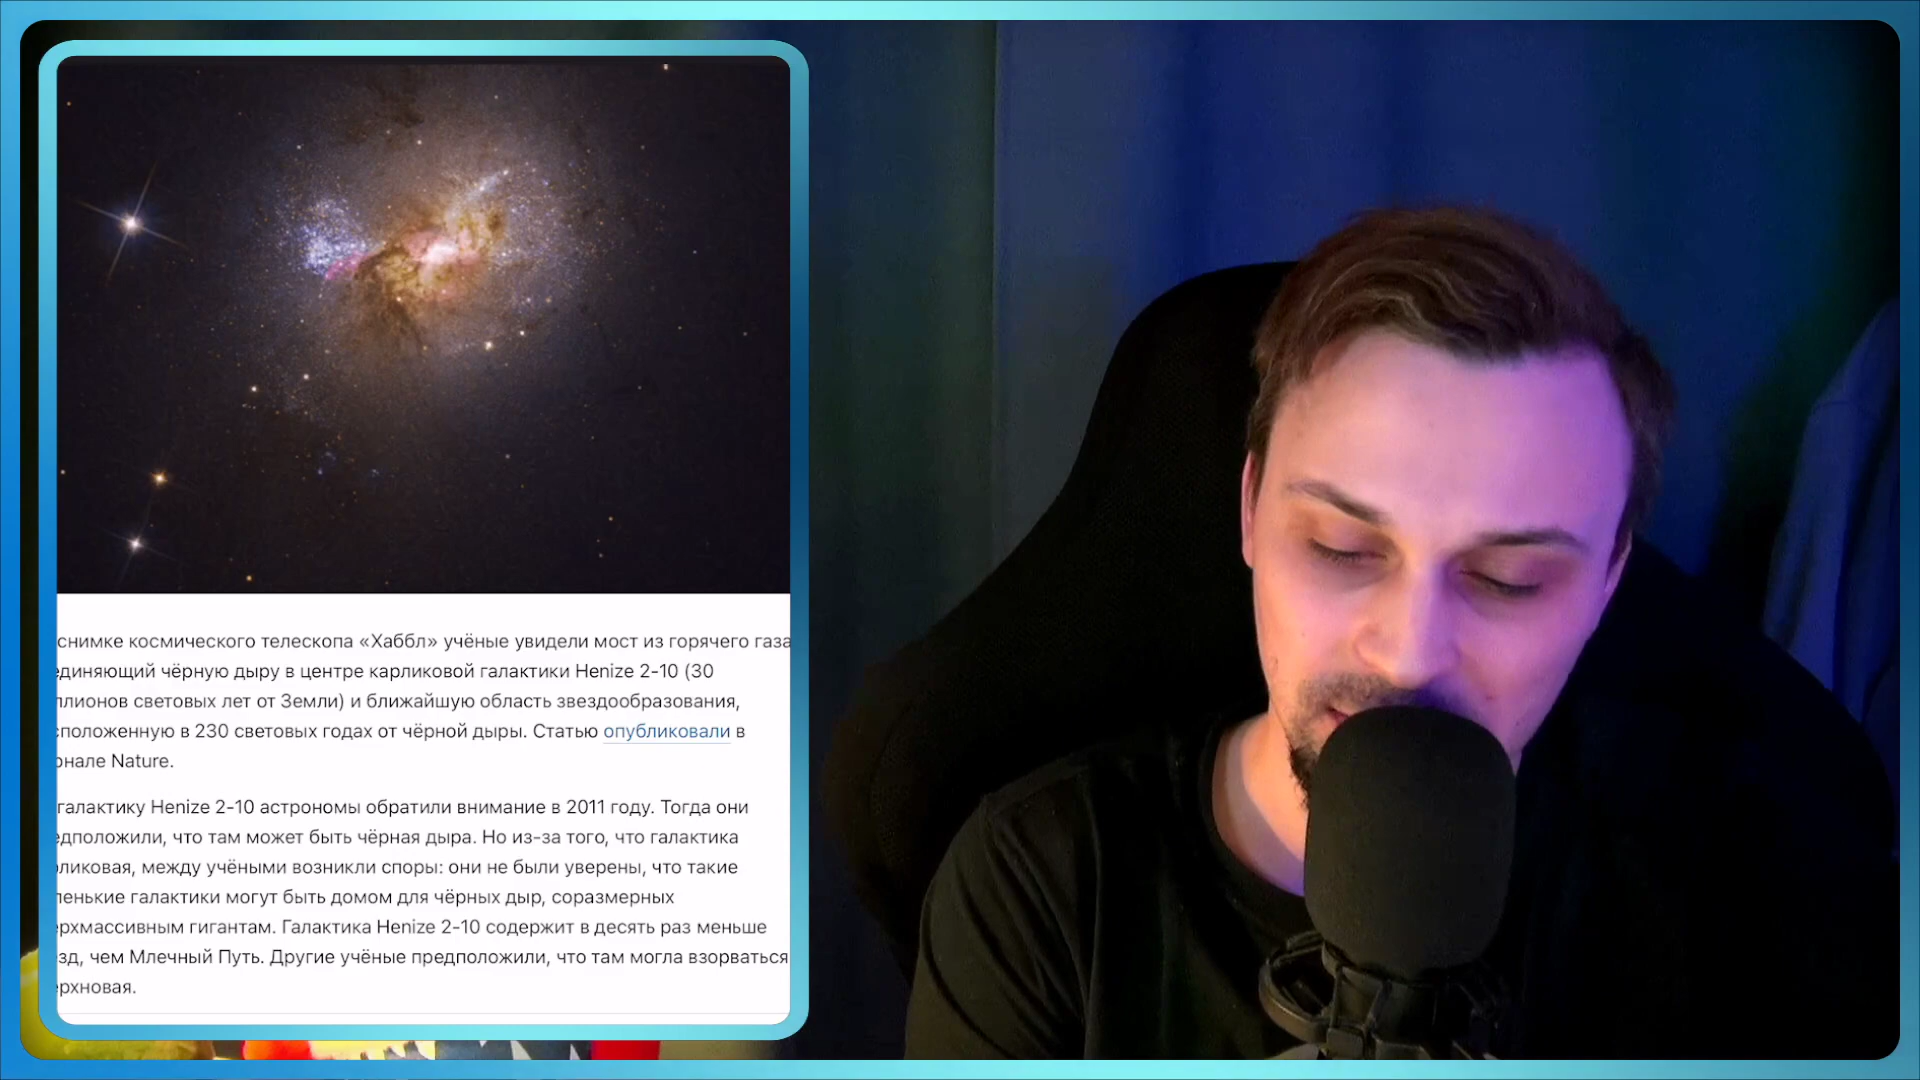 снимке космического телескопа «Хаббл» учёные увидели мост из горячего газа
единяющий чёрную дыру в центре карликовой галактики Henize 2-10 (30
ллионов световых лет от Земли) и ближайшую область звездообразования,
сположенную в 230 световых годах от чёрной дыры. Статью опубликовали в
рнале Nature.
галактику Henize 2-10 астрономы обратили внимание в 2011 году. Тогда они
едположили, что там может быть чёрная дыра. Но из-за того, что галактика
рликовая, между учёными возникли споры: они не были уверены, что такие
ленькие галактики могут быть домом для чёрных дыр, соразмерных
ерхмассивным гигантам. Галактика Henize 2-10 содержит в десять раз меньше
зд, чем Млечный Путь. Другие учёные предположили, что там могла взорваться
ерхновая.